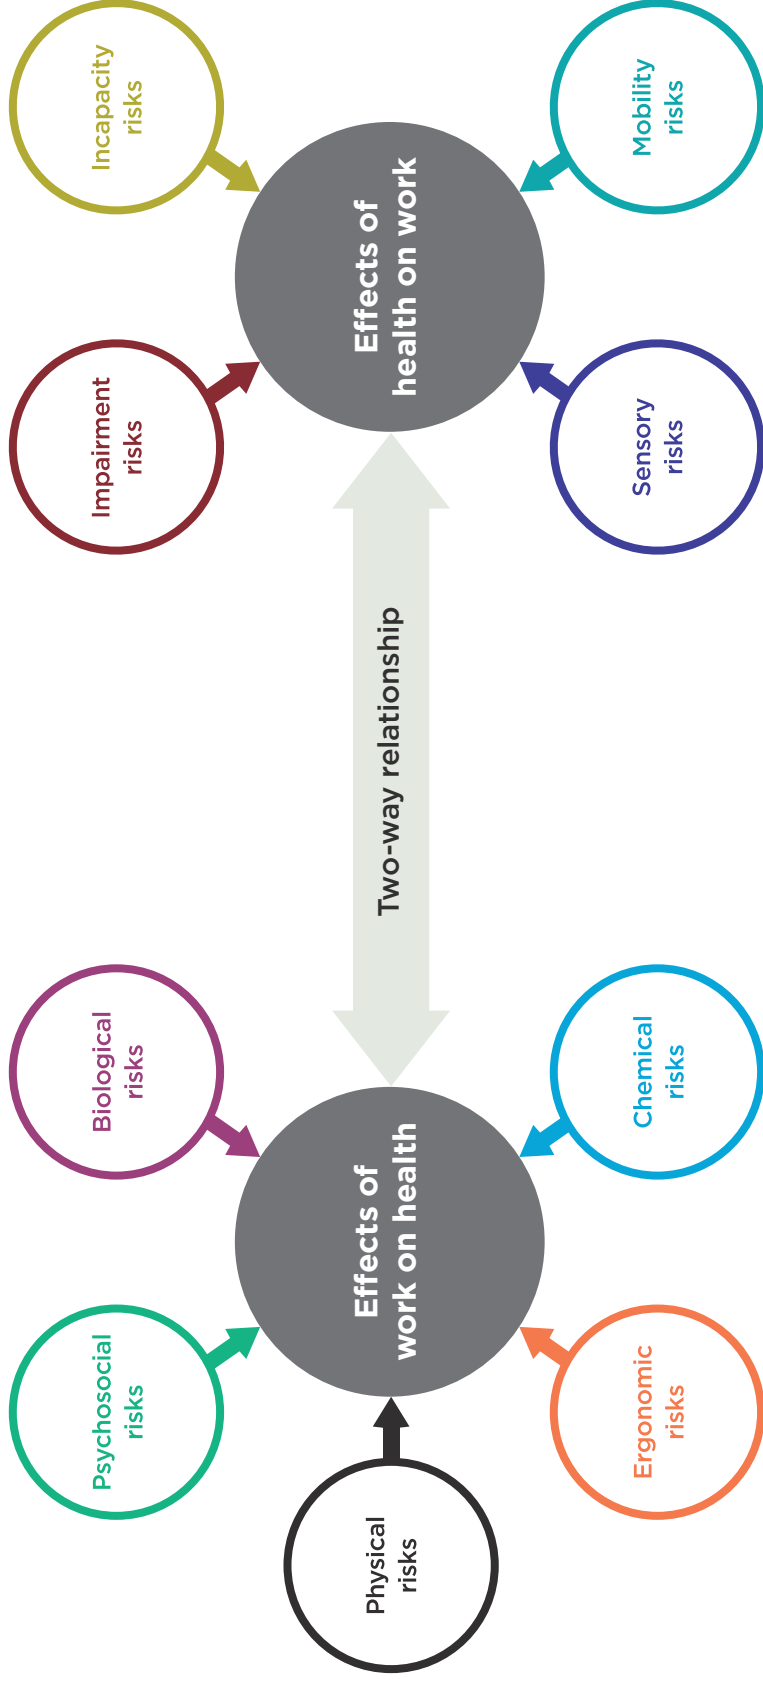 Psychosocial
risks
Biological
risks
Impairment
risks
Incapacity
risks
Physical
risks
Effects of
work on health
Two-way relationship
Effects of
health on work
Ergonomic
risks
Chemical
risks
Sensory
risks
Mobility
risks